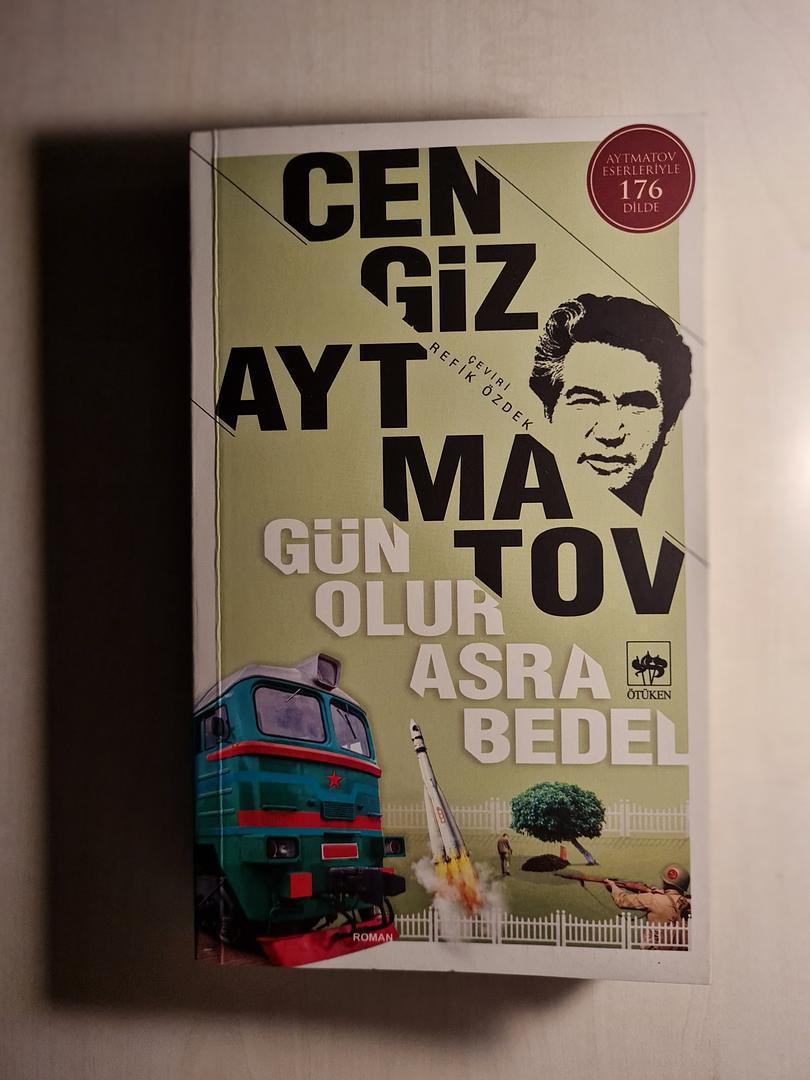 CEN
GİZ
AYT
MA
TOV
AYTMATOV
ESERLERİYLE
176
DİLDE
ÇEVİRİ
REFİK ÖZDEK
GÜN
OLUR
ASRA
BEDEL
ÖTÜKEN
ROMAN